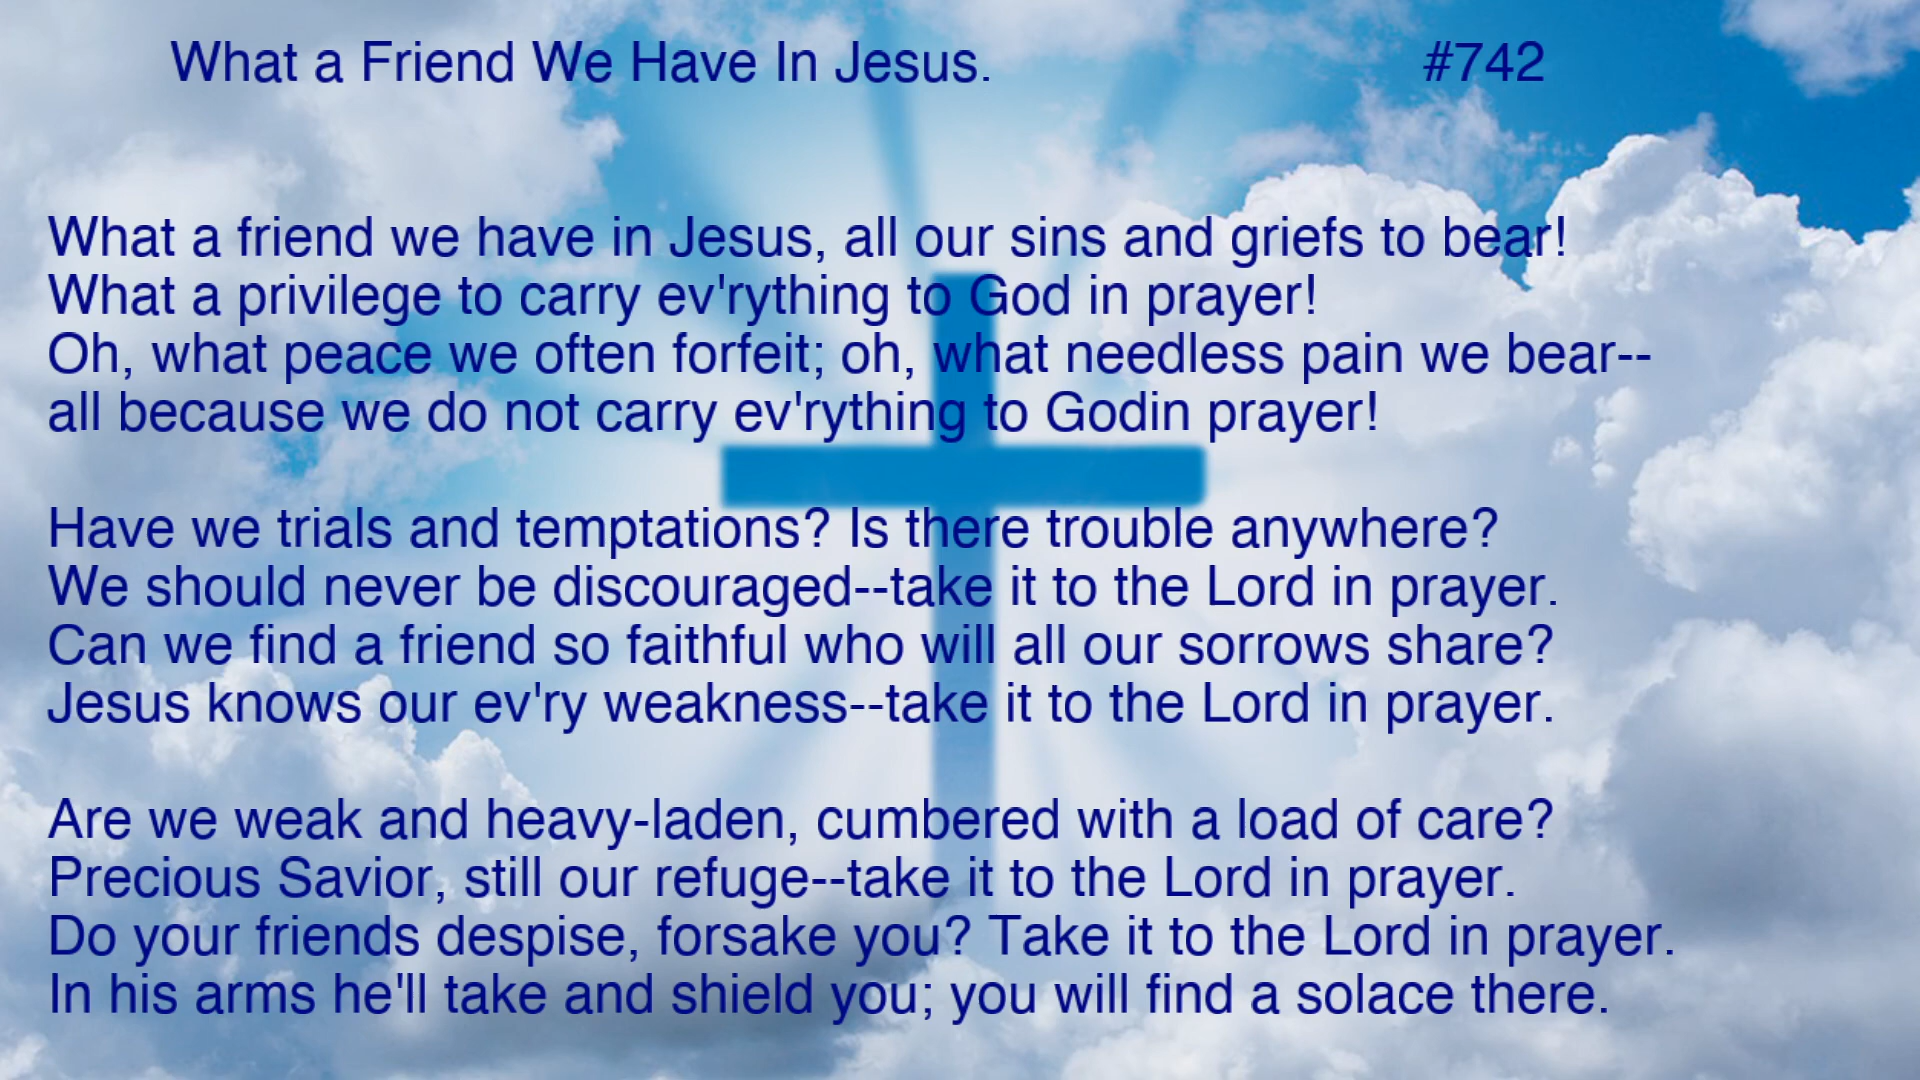 What a Friend We Have In Jesus. #742
What a friend we have in Jesus, all our sins and griefs to bear!
What a privilege to carry ev'rything to God in prayer!
Oh, what peace we often forfeit; oh, what needless pain we bear--
all because we do not carry ev'rything to Godin prayer!
Have we trials and temptations? Is there trouble anywhere?
We should never be discouraged--take it to the Lord in prayer.
Can we find a friend so faithful who will all our sorrows share?
Jesus knows our ev'ry weakness--take it to the Lord in prayer.
Are we weak and heavy-laden, cumbered with a load of care?
Precious Savior, still our refuge--take it to the Lord in prayer.
Do your friends despise, forsake you? Take it to the Lord in prayer.
In his arms he'll take and shield you; you will find a solace there.